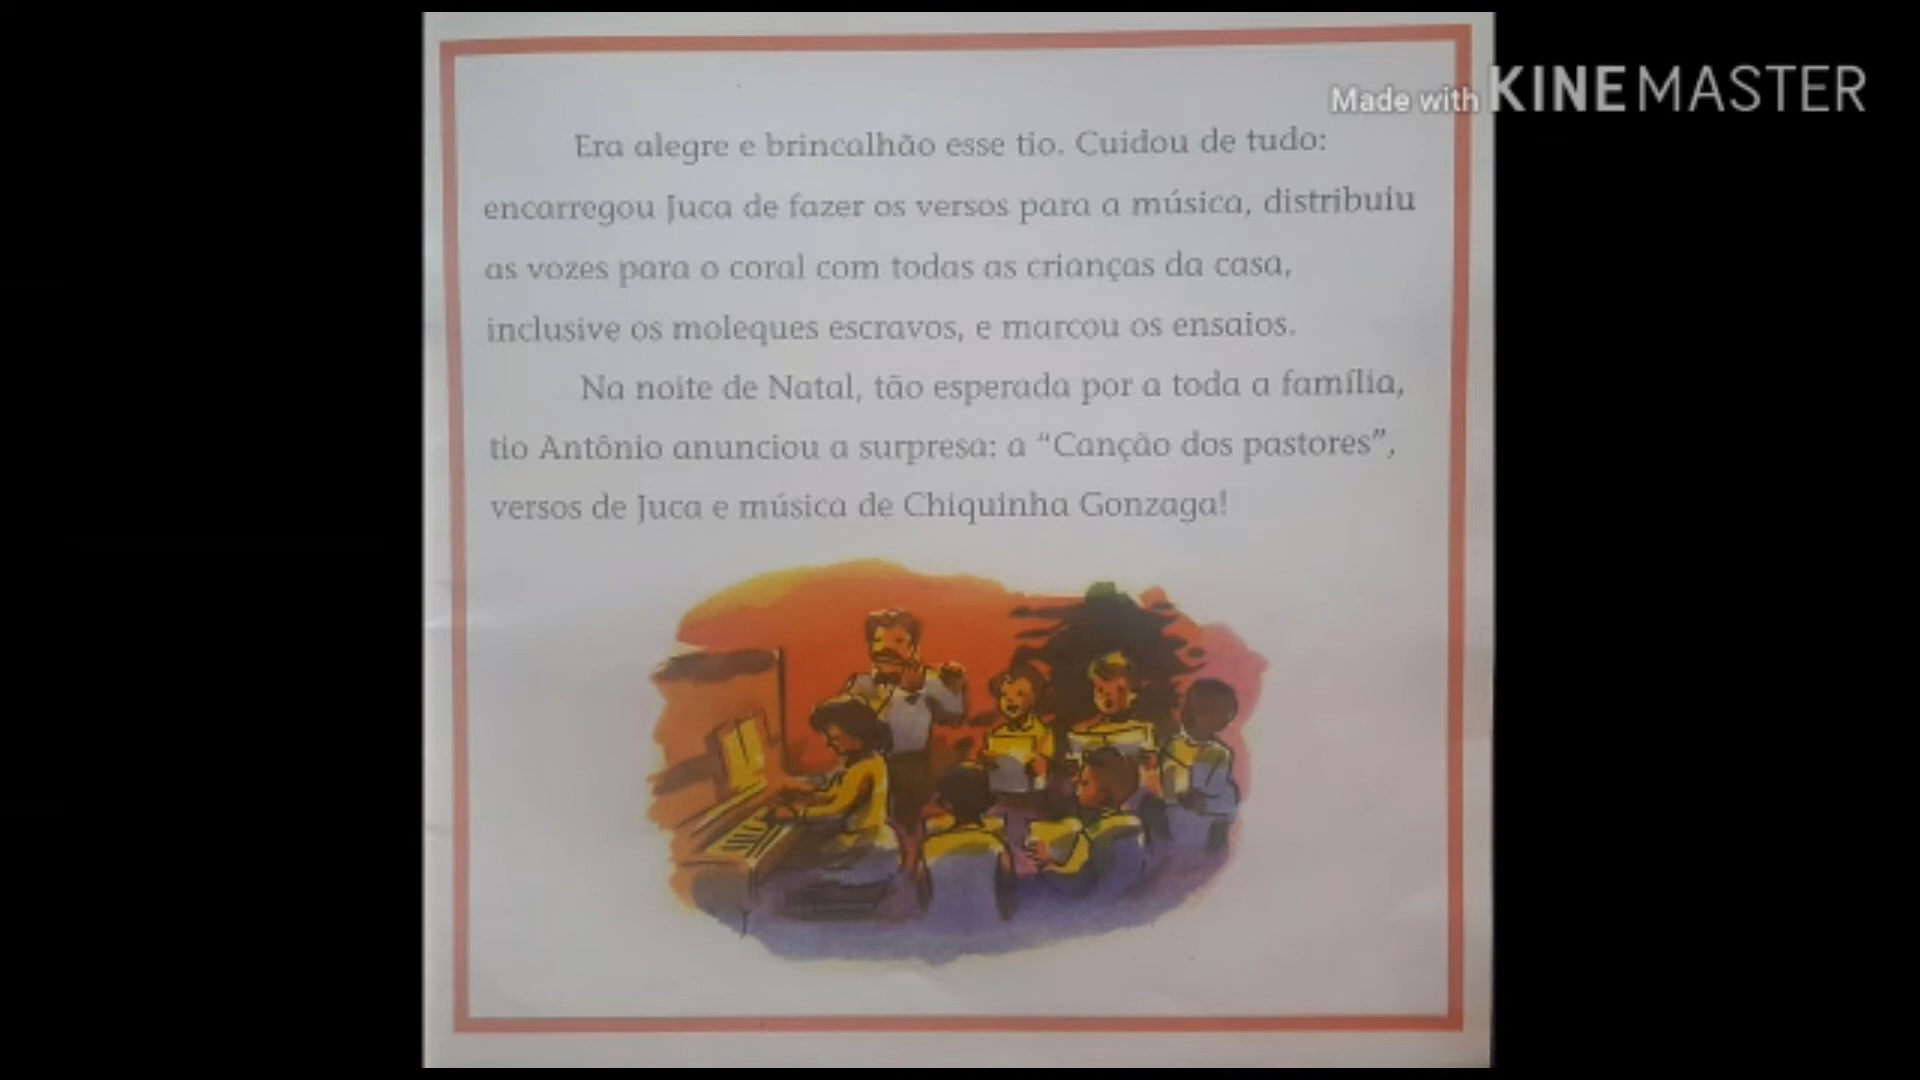 Made with KINEMASTER
Era alegre e brincalhão esse tio. Cuidou de tudo:
encarregou Juca de fazer os versos para a música, distribuiu
as vozes para o coral com todas as crianças da casa,
inclusive os moleques escravos, e marcou os ensaios.
Na noite de Natal, tão esperada por a toda a família,
tio Antônio anunciou a surpresa: a “Canção dos pastores”,
versos de Juca e música de Chiquinha Gonzaga!